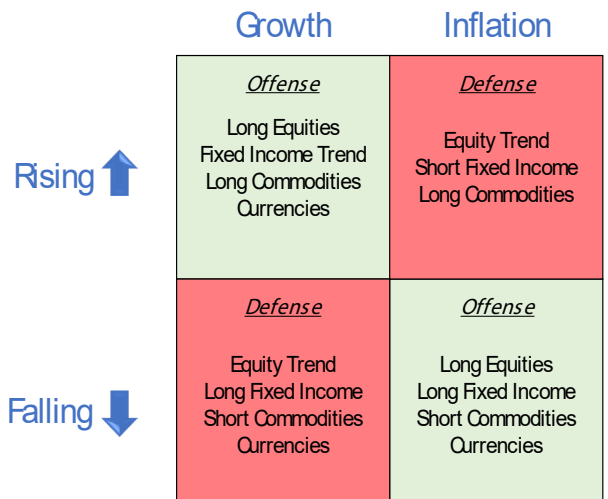 Growth
Inflation
Rising
Offense
Long Equities
Fixed Income Trend
Long Commodities
Currencies
Defense
Equity Trend
Short Fixed Income
Long Commodities
Falling
Defense
Equity Trend
Long Fixed Income
Short Commodities
Currencies
Offense
Long Equities
Long Fixed Income
Short Commodities
Currencies